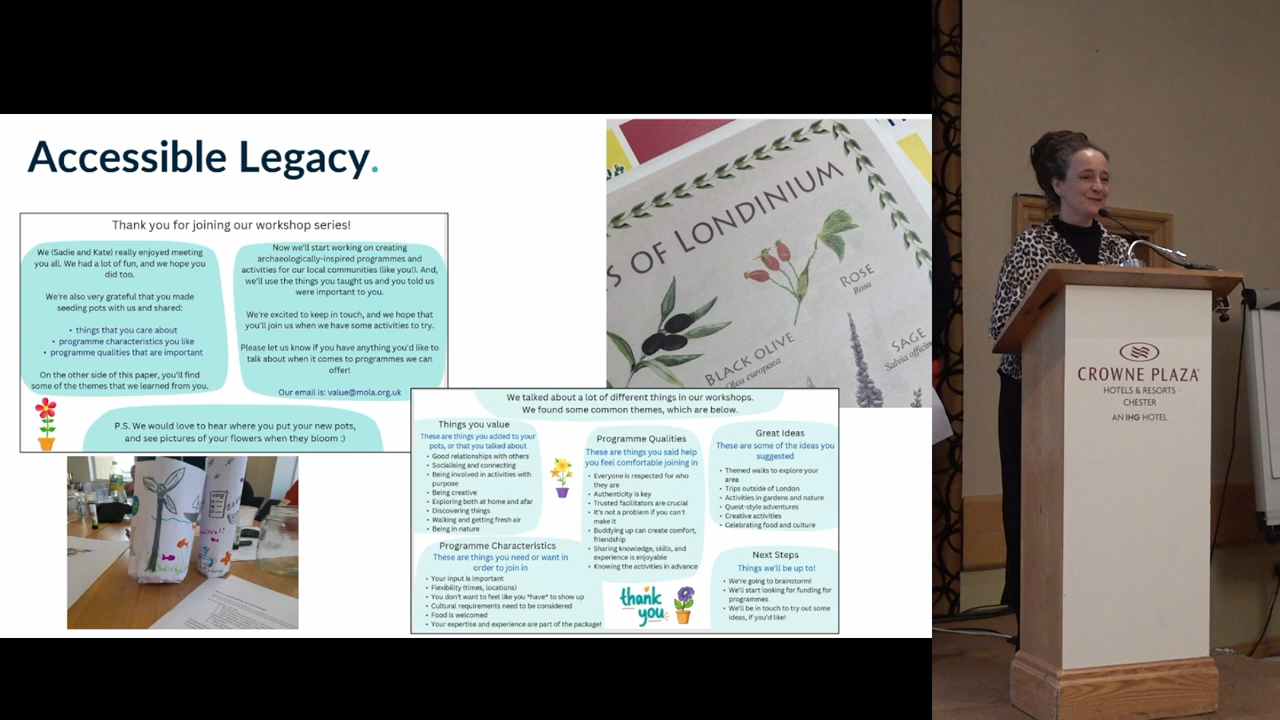 Accessible Legacy.
Thank you for joining our workshop series!
We (Sadie and Kate) really enjoyed meeting
you all. We had a lot of fun, and we hope you
did too.
We're also very grateful that you made
seeding pots with us and shared:
• things that you care about
• programme characteristics you like
• programme qualities that are important
On the other side of this paper, you'll find
some of the themes that we learned from you.
Now we'll start working on creating
archaeologically-inspired programmes and
activities for our local communities (like you!). And,
we'll use the things you taught us and you told us
were important to you.
We're excited to keep in touch, and we hope that
you'll join us when we have some activities to try.
Please let us know if you have anything you'd like to
talk about when it comes to programmes we can
offer!
Our email is: value@mola.org.uk
P.S. We would love to hear where you put your new pots,
and see pictures of your flowers when they bloom :)
S OF LONDINIUM
ROSE
Rosa
BLACK OLIVE
Olea europaea
SAGE
Salvia officin
We talked about a lot of different things in our workshops.
We found some common themes, which are below.
Things you value
These are things you added to your
pots, or that you talked about
• Good relationships with others
• Socialising and connecting
• Being involved in activities with
purpose
• Being creative
• Exploring both at home and afar
• Discovering things
• Walking and getting fresh air
• Being in nature
Programme Characteristics
These are things you need or want in
order to join in
• Your input is important
• Flexibility (times, locations)
• You don't want to feel like you *have* to show up
• Cultural requirements need to be considered
• Food is welcomed
• Your expertise and experience are part of the package!
Programme Qualities
These are things you said help
you feel comfortable joining in
• Everyone is respected for who
they are
• Authenticity is key
• Trusted facilitators are crucial
• It's not a problem if you can't
make it
• Buddying up can create comfort,
friendship
• Sharing knowledge, skills, and
experience is enjoyable
• Knowing the activities in advance
thank
you
Great Ideas
These are some of the ideas you
suggested
• Themed walks to explore your
area
• Trips outside of London
• Activities in gardens and nature
• Quest-style adventures
• Creative activities
• Celebrating food and culture
Next Steps
Things we'll be up to!
• We're going to brainstorm!
• We'll start looking for funding for
programmes
• We'll be in touch to try out some
ideas, if you'd like!
CROWNE PLAZA
HOTELS & RESORTS
CHESTER
AN IHG HOTEL